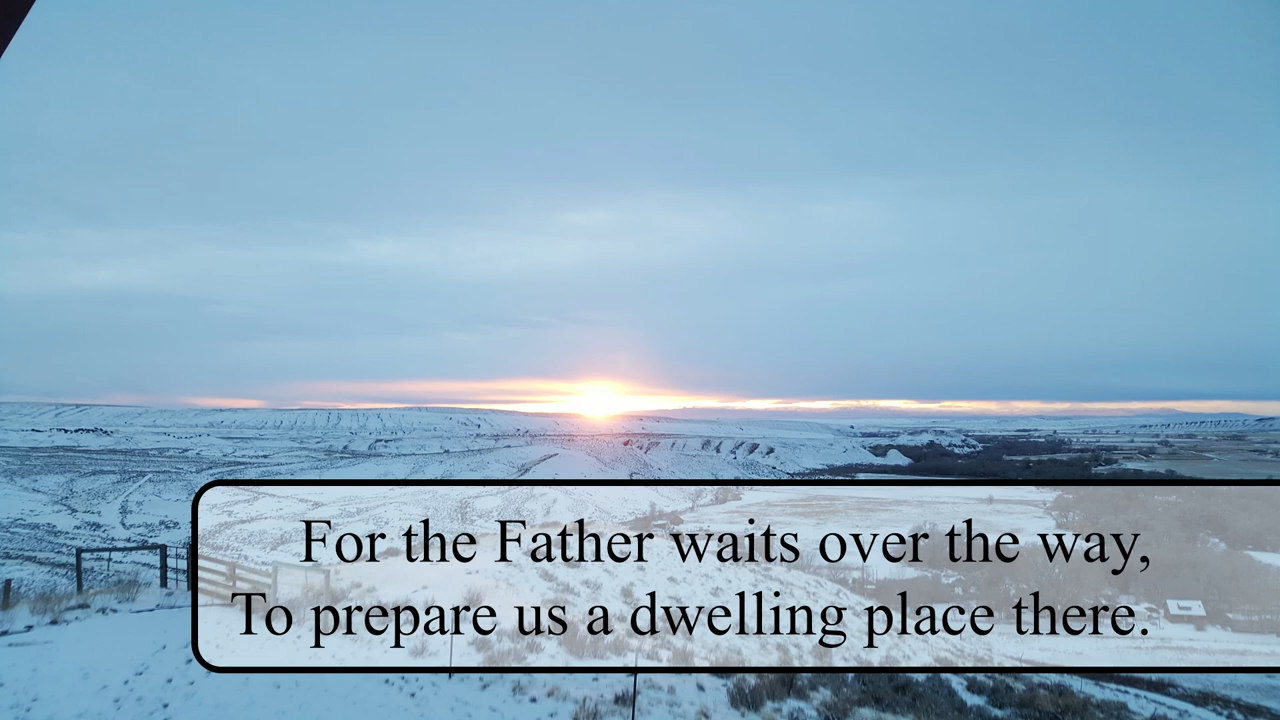 For the Father waits over the way,
To prepare us a dwelling place there.